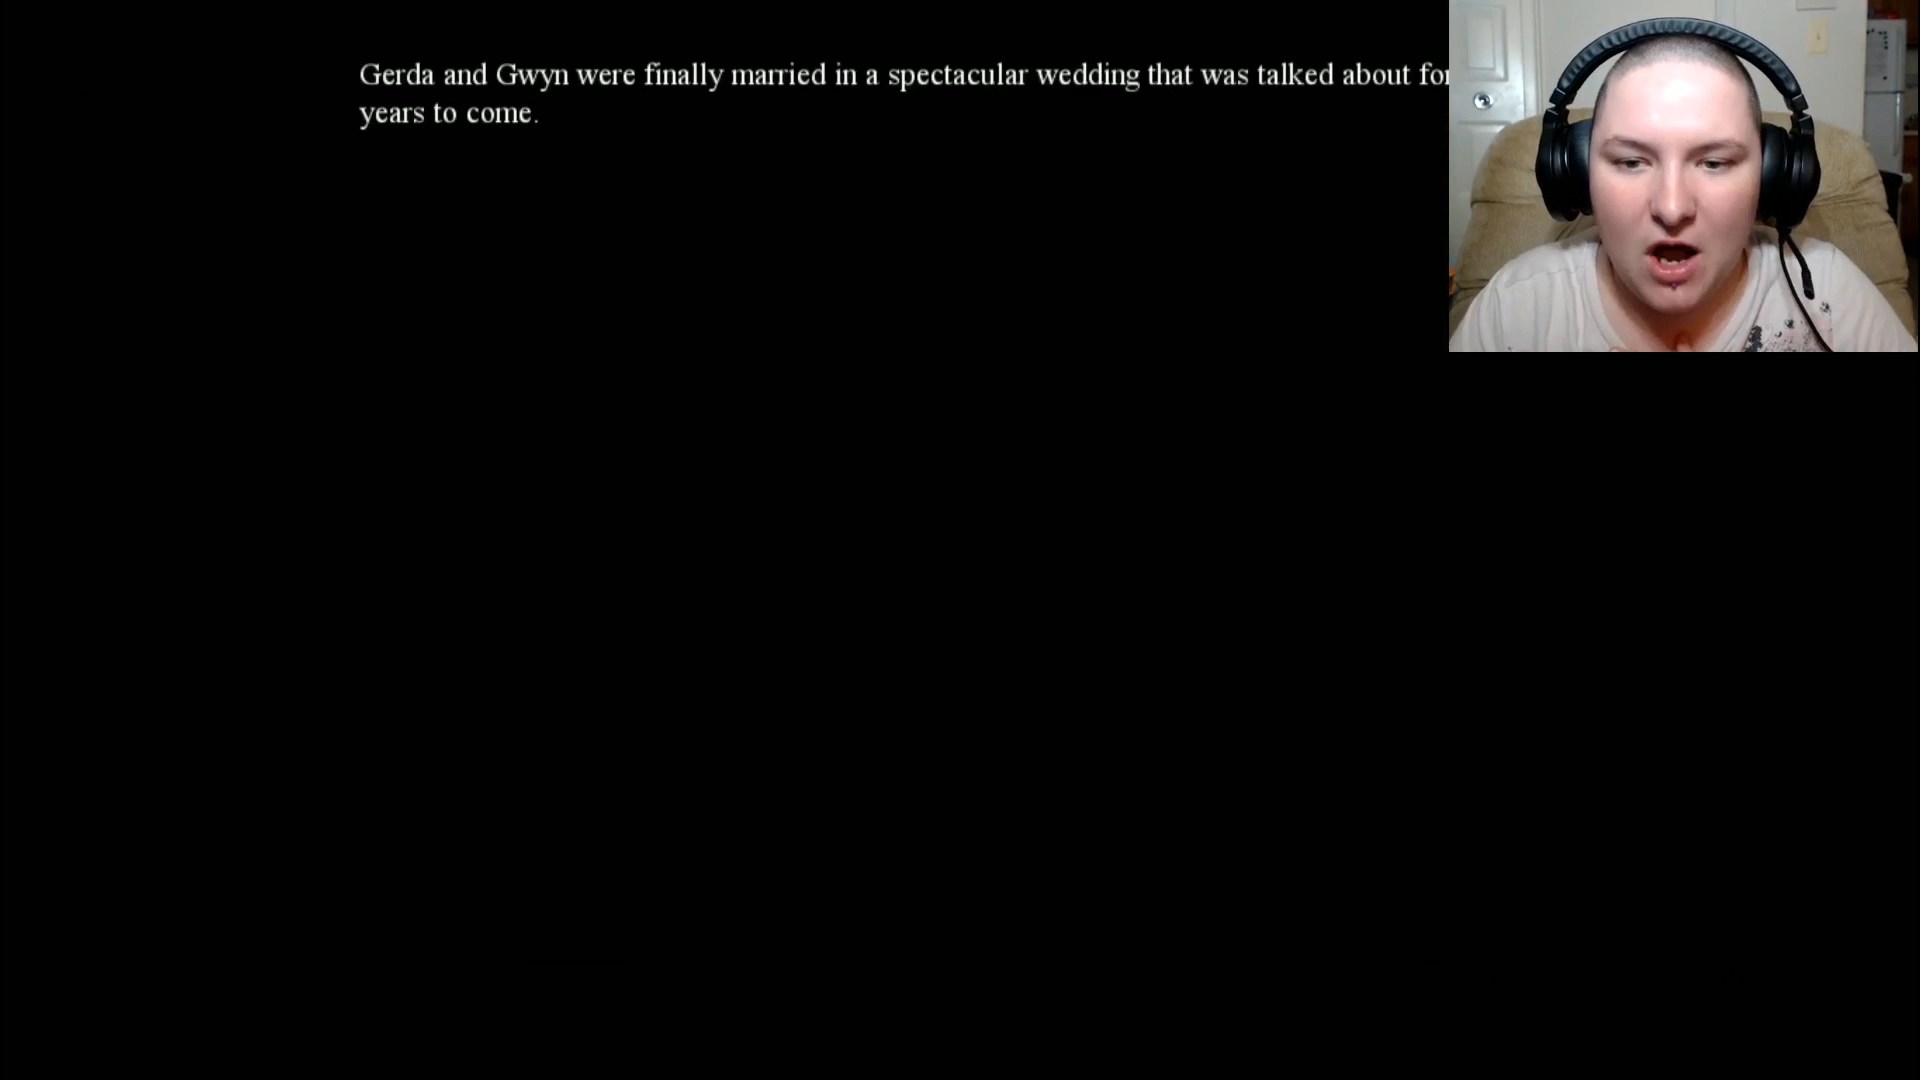 Gerda and Gwyn were finally married in a spectacular wedding that was talked about for
years to come.